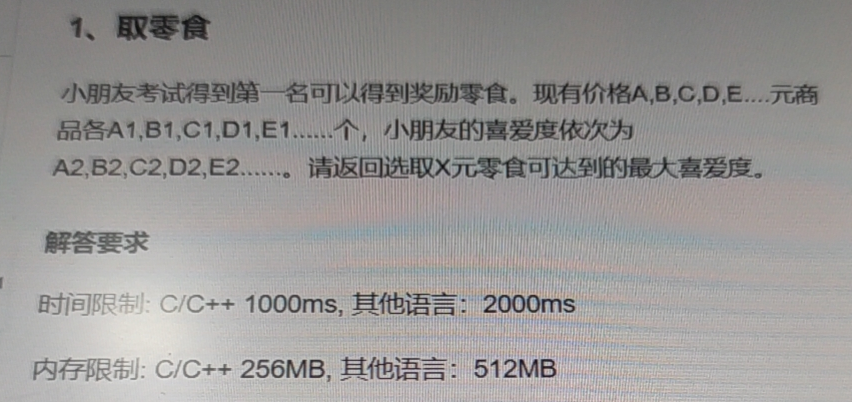 1、取零食
小朋友考试得到第一名可以得到奖励零食。现有价格A,B,C,D,E....元商
品各A1,B1,C1,D1,E1......个，小朋友的喜爱度依次为
A2,B2,C2,D2,E2......。请返回选取X元零食可达到的最大喜爱度。
解答要求
时间限制: C/C++ 1000ms, 其他语言：2000ms
内存限制: C/C++ 256MB, 其他语言：512MB